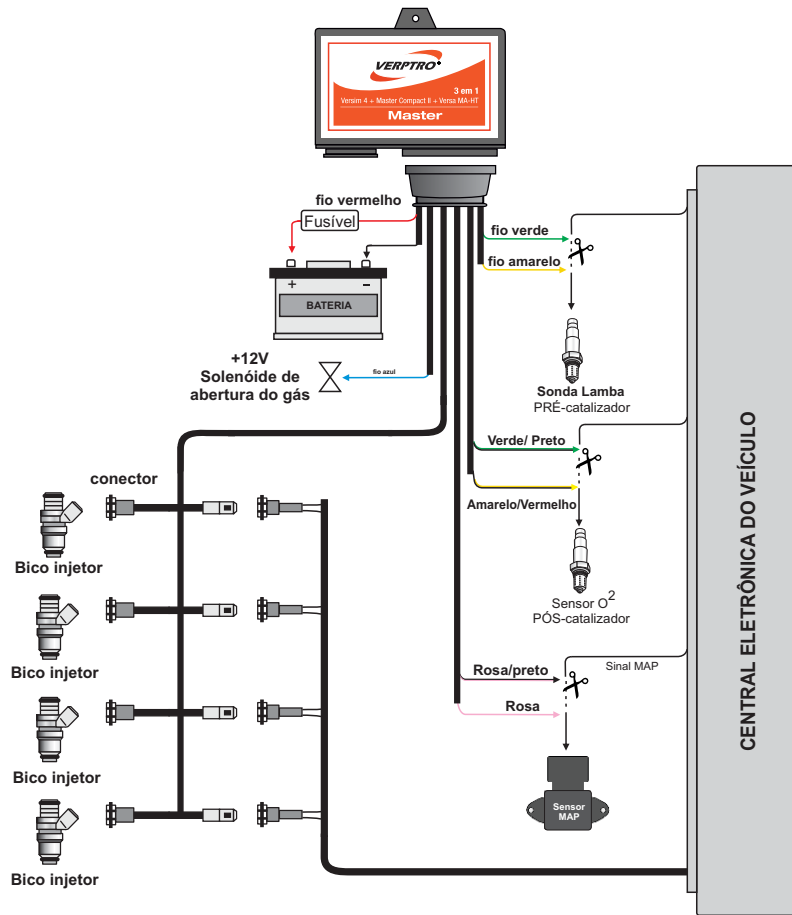 VERPTRO
3 em 1
Versim 4 + Master Compact II + Versa MA-HT
Master
fio vermelho
Fusível
+ –
BATERIA
fio verde
fio amarelo
+12V
Solenóide de
abertura do gás
fio azul
Sonda Lamba
PRÉ-catalizador
Verde/ Preto
Amarelo/Vermelho
conector
Bico injetor
Sensor O2
PÓS-catalizador
Bico injetor
Rosa/preto
Sinal MAP
Rosa
Bico injetor
Sensor
MAP
Bico injetor
CENTRAL ELETRÔNICA DO VEÍCULO